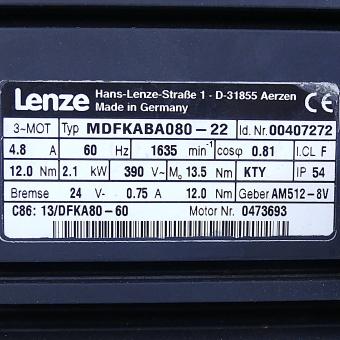 Lenze Hans-Lenze-Straße 1 - D-31855 Aerzen
Made in Germany
CE
3~MOT Typ MDFKABA080-22 Id. Nr. 00407272
4.8 A 60 Hz 1635 min⁻¹ cosφ 0.81 I.CL F
12.0 Nm 2.1 kW 390 V~ M₀ 13.5 Nm KTY IP 54
Bremse 24 V- 0.75 A 12.0 Nm Geber AM512-8V
C86: 13/DFKA80-60 Motor Nr. 0473693